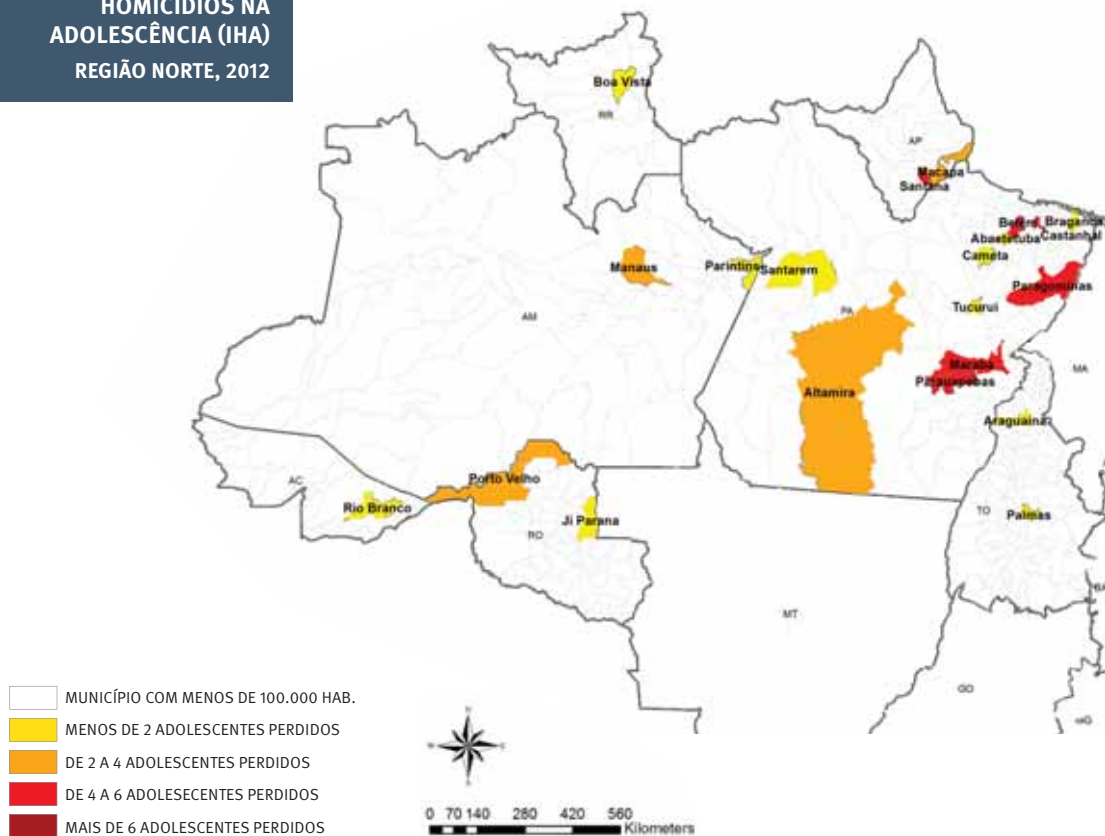 HOMICÍDIOS NA
ADOLESCÊNCIA (IHA)
REGIÃO NORTE, 2012
Boa Vista
RR
AP
Macapa
Santana
Bragança
Abaetetuba
Castanhal
Cameta
Manaus
Parintins
Santarem
Paragominas
Tucurui
PA
AM
Maraba
MA
Altamira
Araguaina
AC
Porto Velho
Rio Branco
Ji Parana
RO
TO
Palmas
MT
GO
MG
MUNICÍPIO COM MENOS DE 100.000 HAB.
MENOS DE 2 ADOLESCENTES PERDIDOS
DE 2 A 4 ADOLESCENTES PERDIDOS
DE 4 A 6 ADOLESECENTES PERDIDOS
MAIS DE 6 ADOLESCENTES PERDIDOS
0 70 140 280 420 560
Kilometers